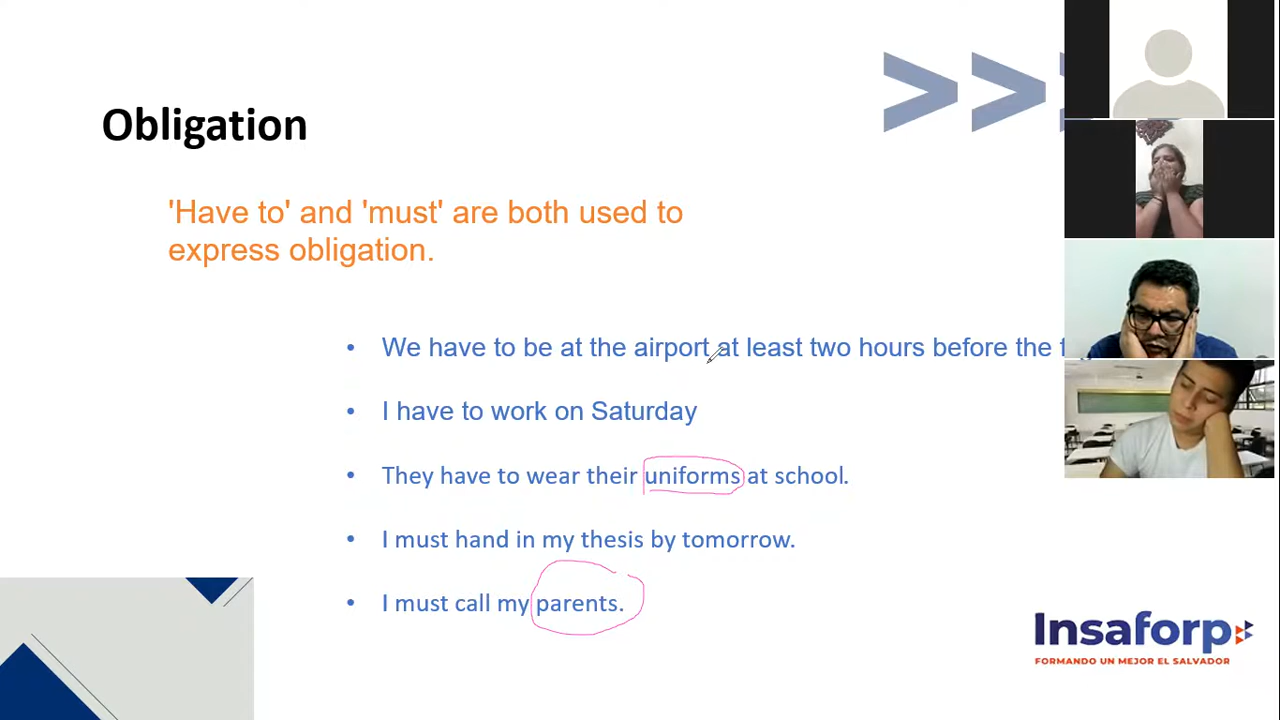 Obligation
'Have to' and 'must' are both used to
express obligation.
• We have to be at the airport at least two hours before the f
• I have to work on Saturday
• They have to wear their uniforms at school.
• I must hand in my thesis by tomorrow.
• I must call my parents.
Insaforp
FORMANDO UN MEJOR EL SALVADOR